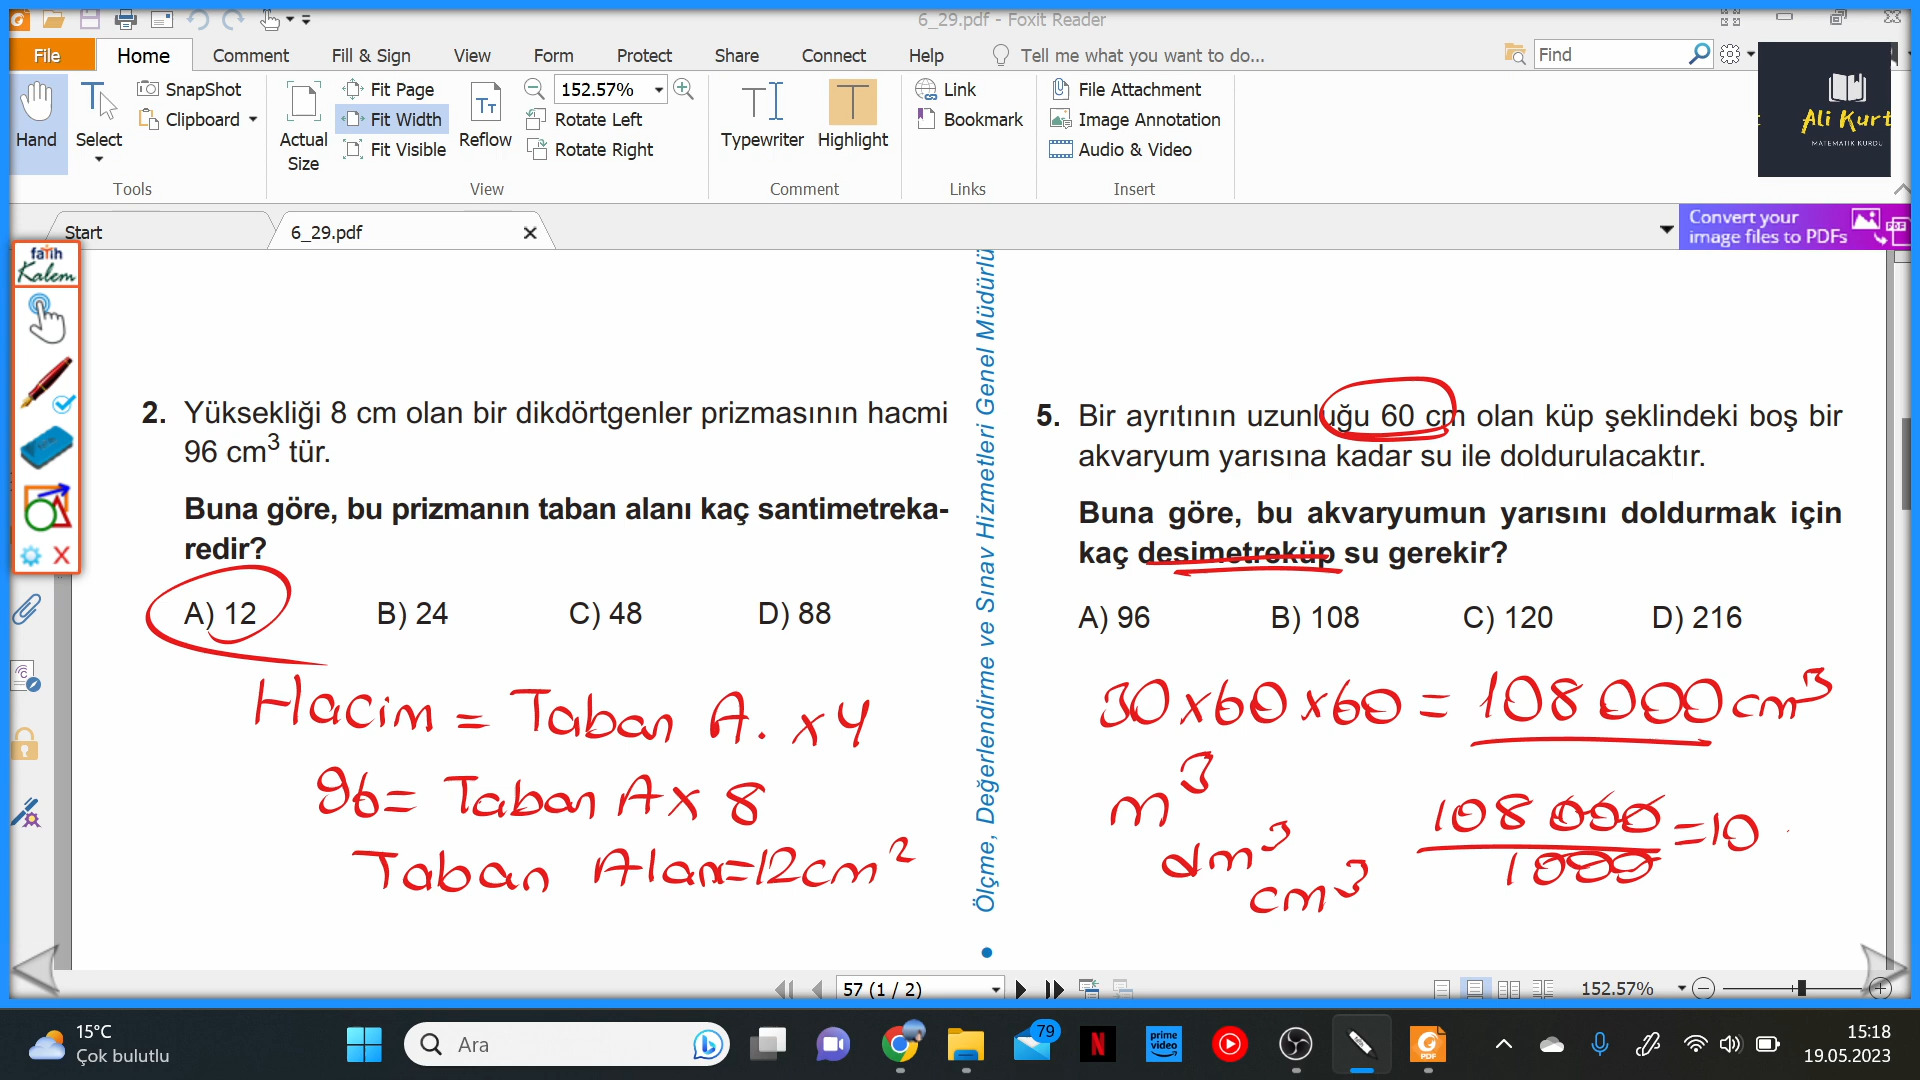 6_29.pdf - Foxit Reader
File Home Comment Fill & Sign View Form Protect Share Connect Help Tell me what you want to do... Find
Hand
Select
SnapShot
Clipboard
Tools
Actual Size
Fit Page
Fit Width
Fit Visible
Reflow
152.57%
Rotate Left
Rotate Right
View
Typewriter
Highlight
Comment
Link
Bookmark
Links
File Attachment
Image Annotation
Audio & Video
Insert
Ali Kurt
MATEMATİK KURDU
Start
6_29.pdf
Convert your
image files to PDFs
PDF
fatih
Kalem
2. Yüksekliği 8 cm olan bir dikdörtgenler prizmasının hacmi
96 cm³ tür.
Buna göre, bu prizmanın taban alanı kaç santimetreka-
redir?
A) 12 B) 24 C) 48 D) 88
Hacim = Taban A. x Y
96 = Taban A x 8
Taban Alan=12cm²
Ölçme, Değerlendirme ve Sınav Hizmetleri Genel Müdürlü
5. Bir ayrıtının uzunluğu 60 cm olan küp şeklindeki boş bir
akvaryum yarısına kadar su ile doldurulacaktır.
Buna göre, bu akvaryumun yarısını doldurmak için
kaç desimetreküp su gerekir?
A) 96 B) 108 C) 120 D) 216
30x60x60 = 108 000 cm³
m³
dm³
cm³
108 000
1000
=10
57 (1 / 2)
152.57%
15°C
Çok bulutlu
Ara
79
N
prime
video
PDF
15:18
19.05.2023